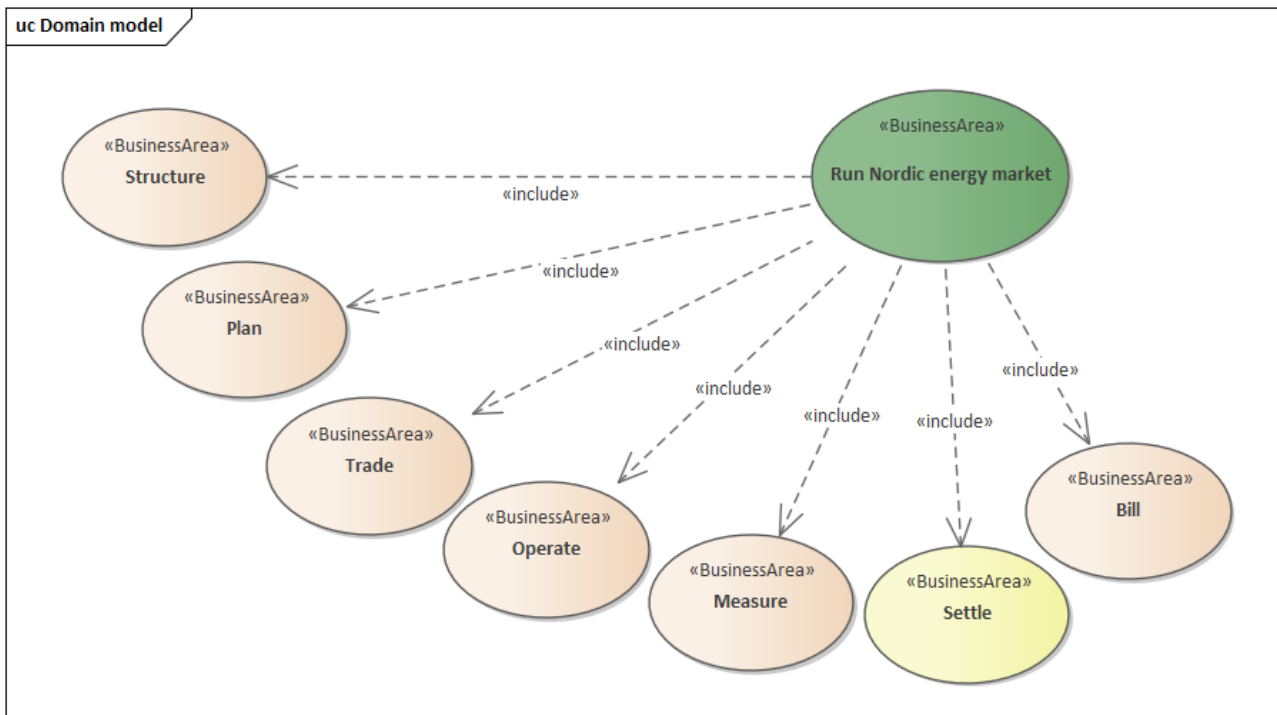 uc Domain model
«BusinessArea»
Run Nordic energy market
«BusinessArea»
Structure
«include»
«BusinessArea»
Plan
«include»
«BusinessArea»
Trade
«include»
«BusinessArea»
Operate
«include»
«BusinessArea»
Measure
«include»
«BusinessArea»
Settle
«include»
«BusinessArea»
Bill
«include»